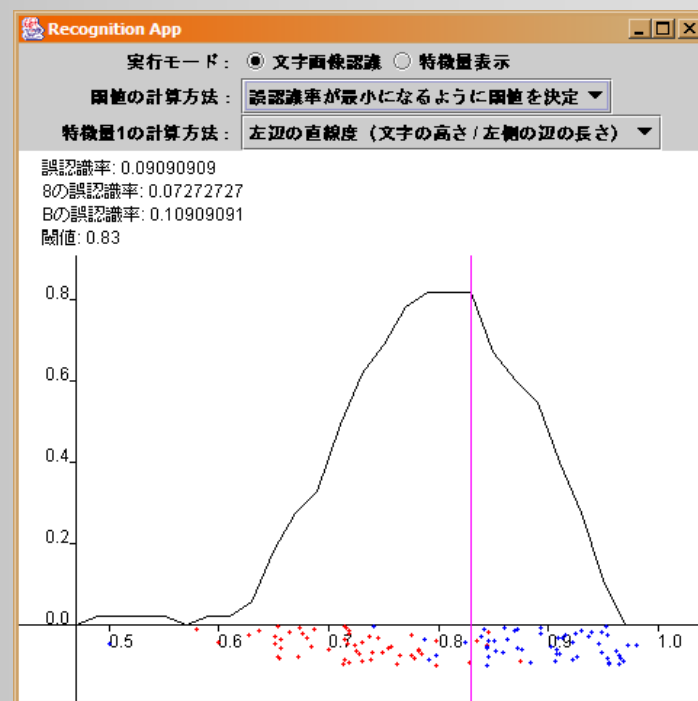 Recognition App
実行モード： 文字画像認識 特徴量表示
閾値の計算方法： 誤認識率が最小になるように閾値を決定
特徴量1の計算方法： 左辺の直線度（文字の高さ/左側の辺の長さ）
誤認識率: 0.09090909
8の誤認識率: 0.07272727
Bの誤認識率: 0.10909091
閾値: 0.83
0.8
0.6
0.4
0.2
0.0
0.5 0.6 0.7 0.8 0.9 1.0